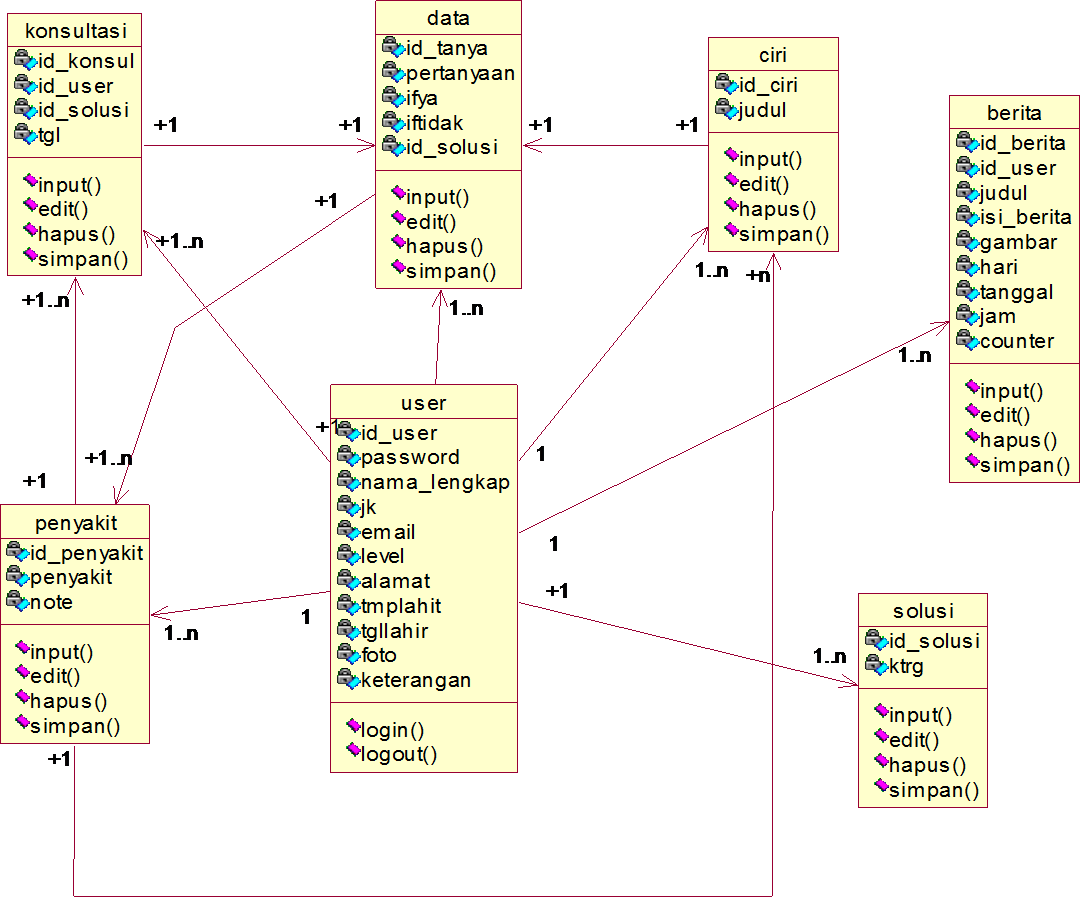 konsultasi
id_konsul
id_user
id_solusi
tgl
input()
edit()
hapus()
simpan()
data
id_tanya
pertanyaan
ifya
iftidak
id_solusi
input()
edit()
hapus()
simpan()
ciri
id_ciri
judul
input()
edit()
hapus()
simpan()
berita
id_berita
id_user
judul
isi_berita
gambar
hari
tanggal
jam
counter
input()
edit()
hapus()
simpan()
+1
+1
+1
+1
+1
+1..n
+1..n
1..n
1..n
+n
1..n
+1
1
+1..n
+1
1
+1
1
1..n
1..n
+1
user
id_user
password
nama_lengkap
jk
email
level
alamat
tmplahit
tgllahir
foto
keterangan
login()
logout()
penyakit
id_penyakit
penyakit
note
input()
edit()
hapus()
simpan()
solusi
id_solusi
ktrg
input()
edit()
hapus()
simpan()